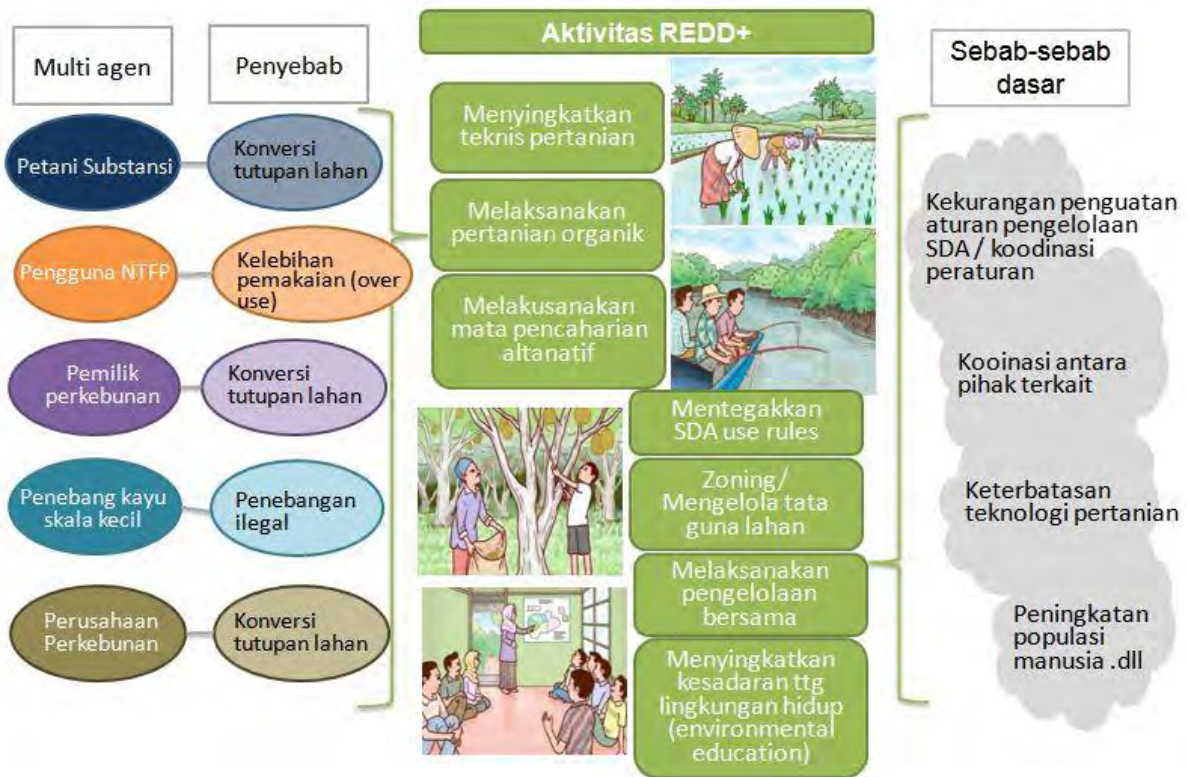 Multi agen
Penyebab
Petani Substansi
Konversi
tutupan lahan
Pengguna NTFP
Kelebihan
pemakaian (over
use)
Pemilik
perkebunan
Konversi
tutupan lahan
Penebang kayu
skala kecil
Penebangan
ilegal
Perusahaan
Perkebunan
Konversi
tutupan lahan
Aktivitas REDD+
Menyingkatkan
teknis pertanian
Melaksanakan
pertanian organik
Melakusanakan
mata pencaharian
altanatif
Mentegakkan
SDA use rules
Zoning/
Mengelola tata
guna lahan
Melaksanakan
pengelolaan
bersama
Menyingkatkan
kesadaran ttg
lingkungan hidup
(environmental
education)
Sebab-sebab
dasar
Kekurangan penguatan
aturan pengelolaan
SDA / koodinasi
peraturan
Kooinasi antara
pihak terkait
Keterbatasan
teknologi pertanian
Peningkatan
populasi
manusia .dll